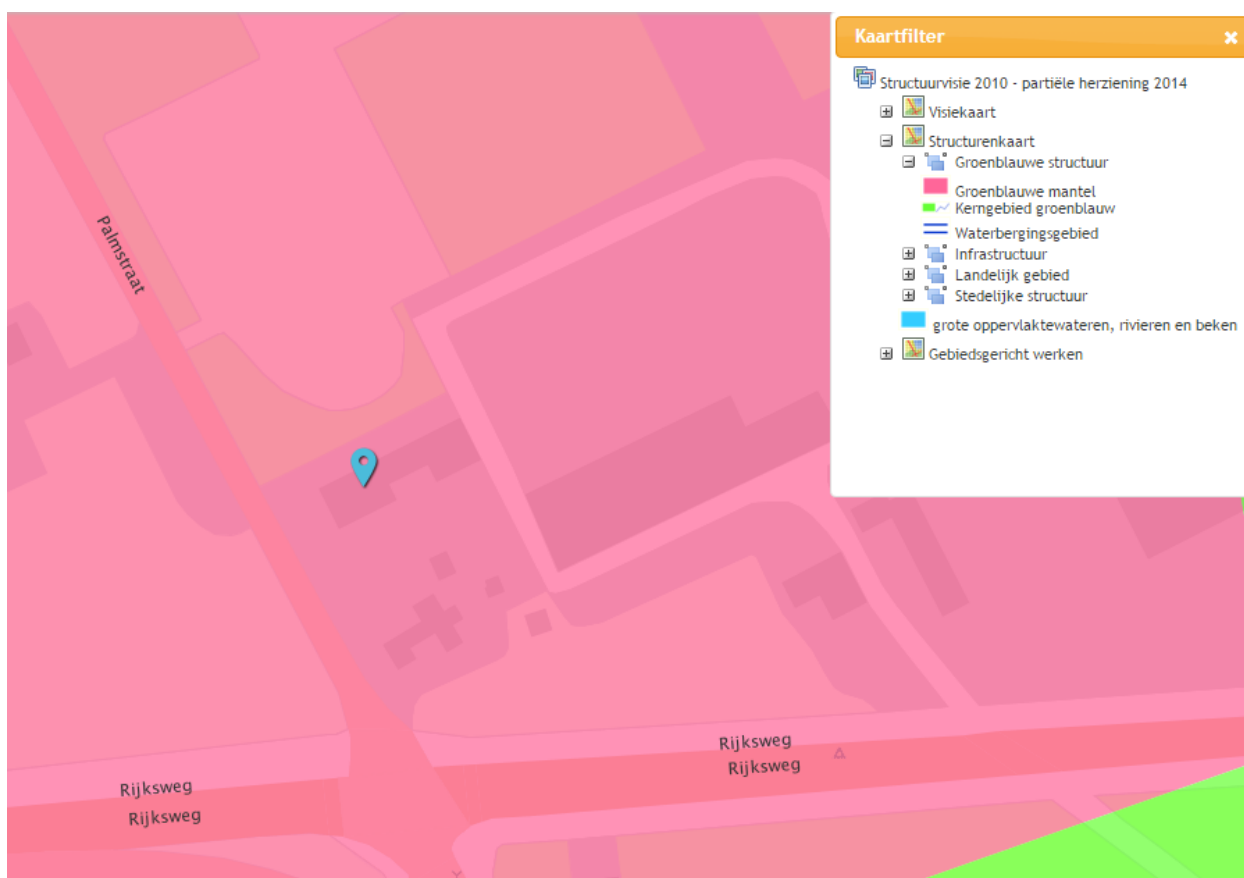 Kaartfilter
Structuurvisie 2010 - partiële herziening 2014
Visiekaart
Structurenkaart
Groenblauwe structuur
Groenblauwe mantel
Kerngebied groenblauw
Waterbergingsgebied
Infrastructuur
Landelijk gebied
Stedelijke structuur
grote oppervlaktewateren, rivieren en beken
Gebiedsgericht werken
Palmstraat
Rijksweg
Rijksweg
Rijksweg
Rijksweg